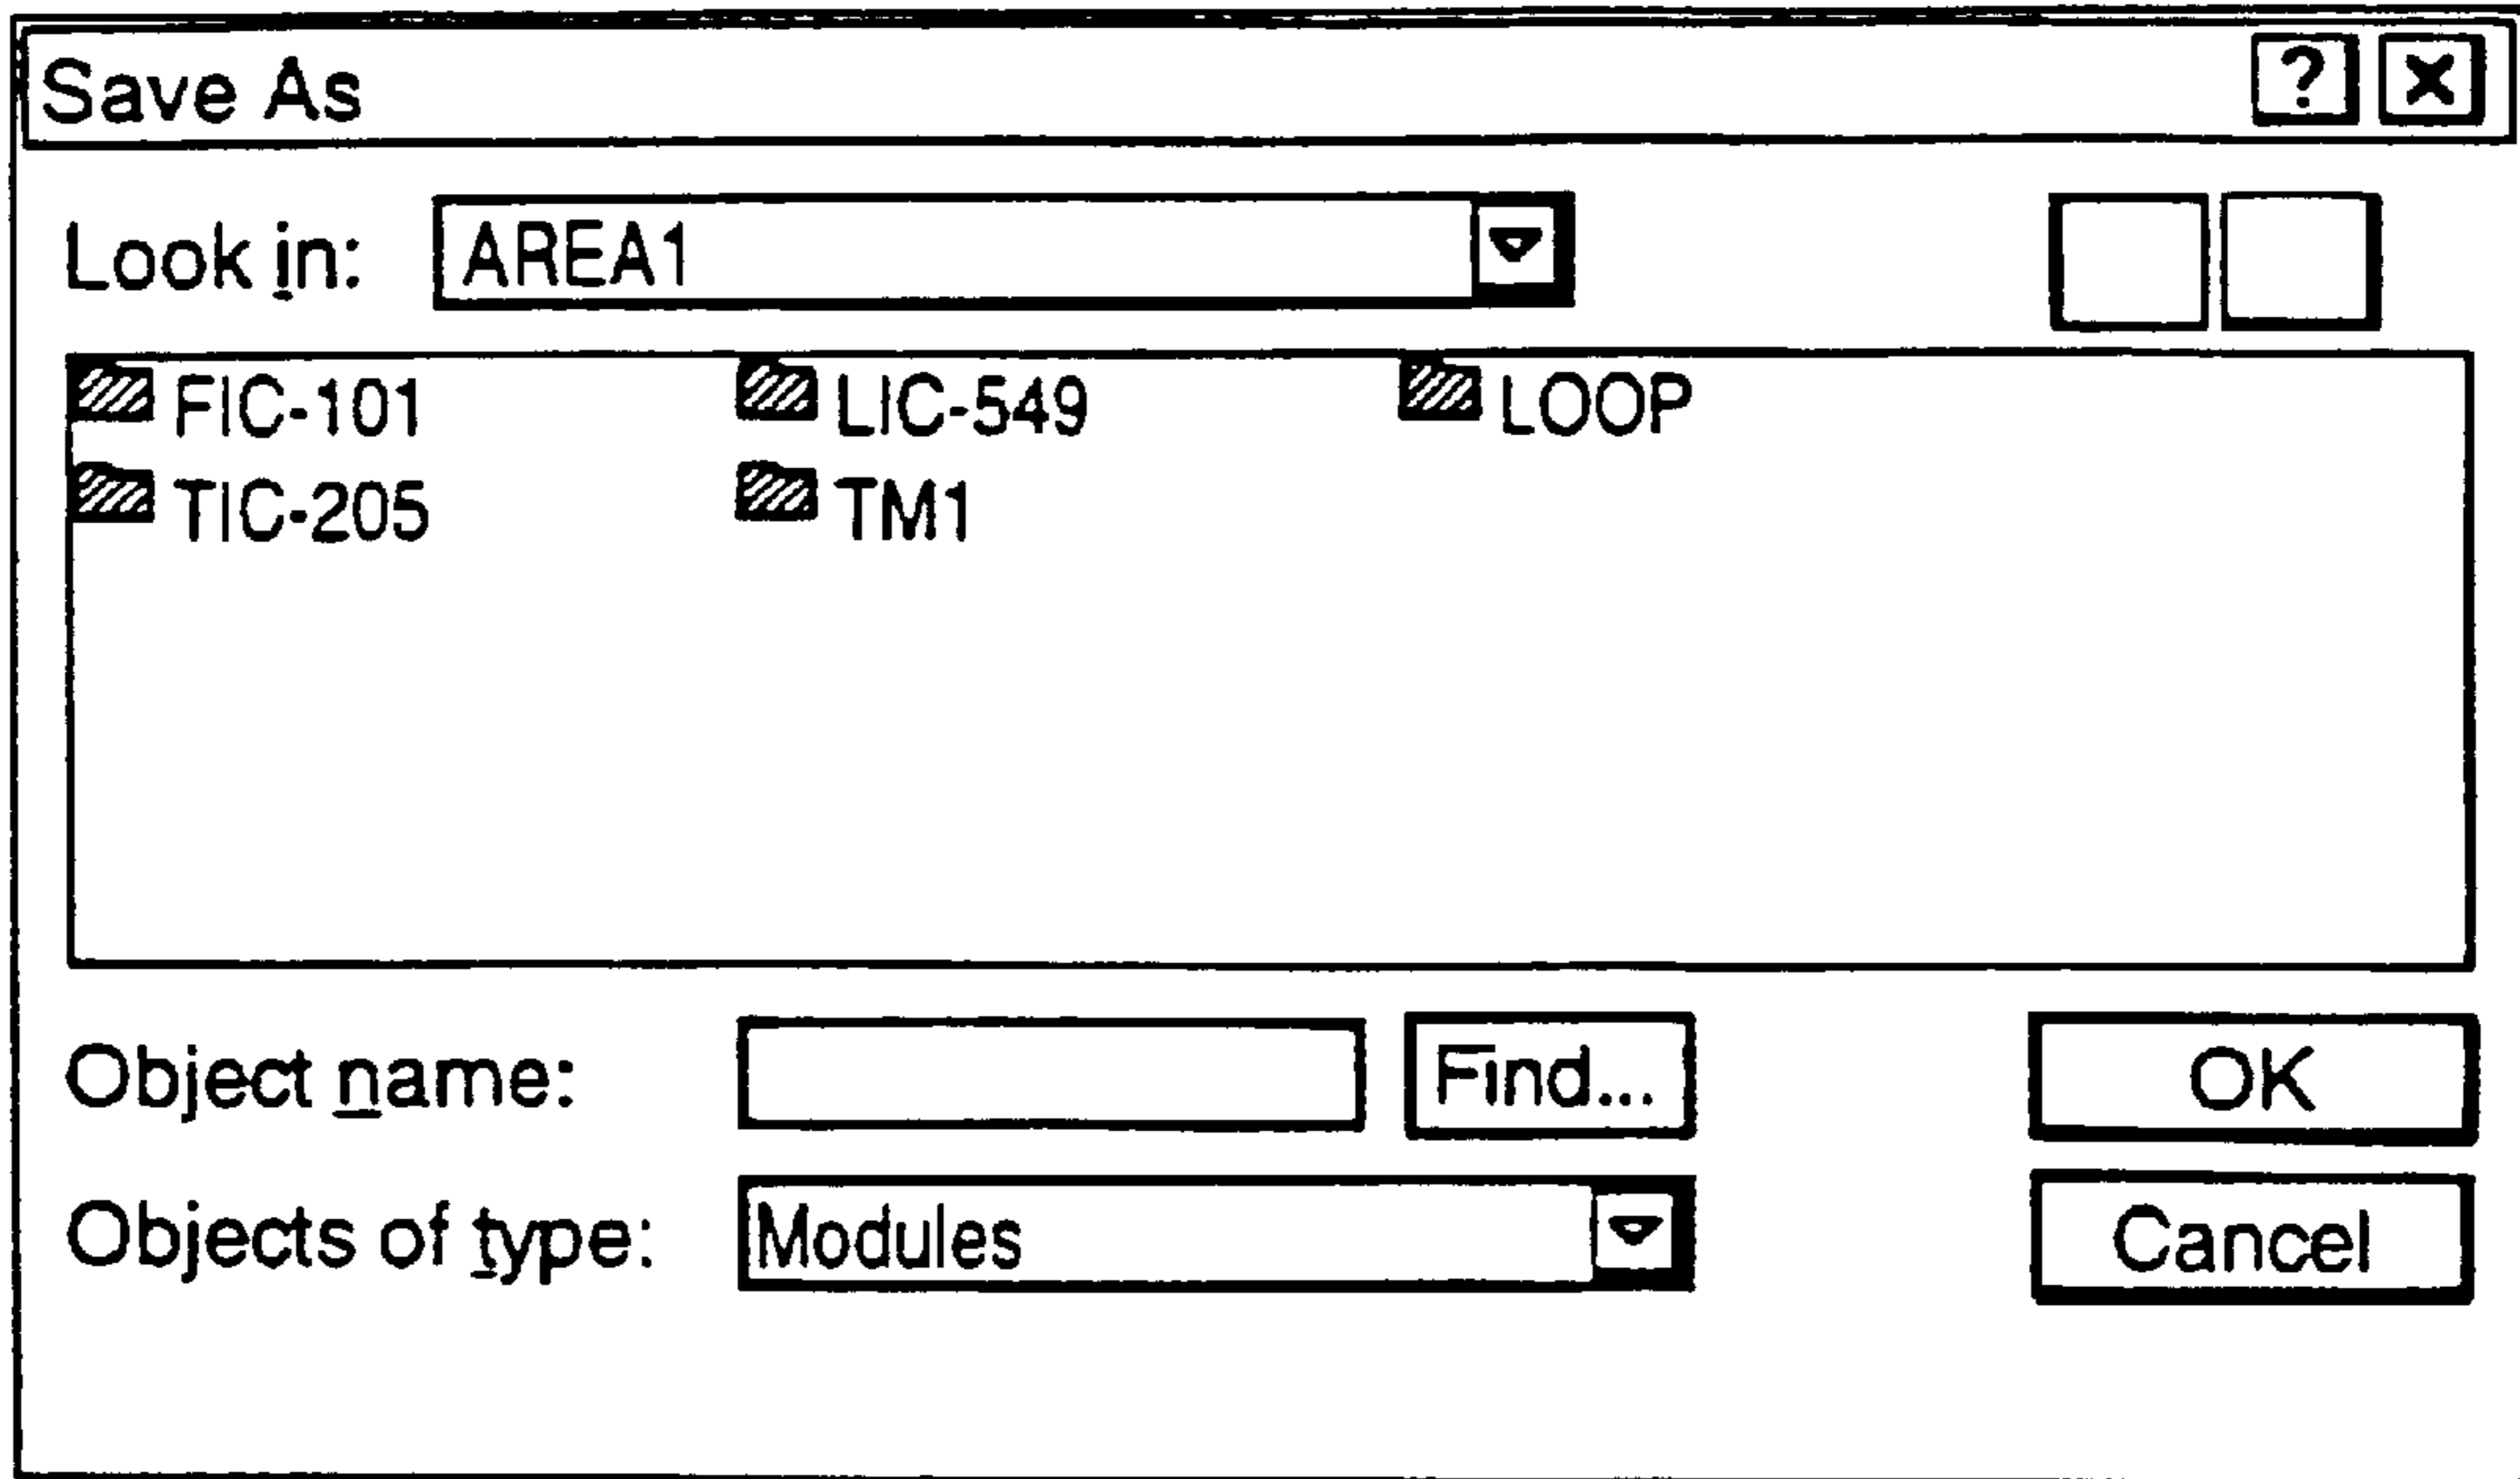 Save As ?
Look in: AREA1
FIC-101 LIC-549 LOOP
TIC-205 TM1
Object name: Find... OK
Objects of type: Modules Cancel